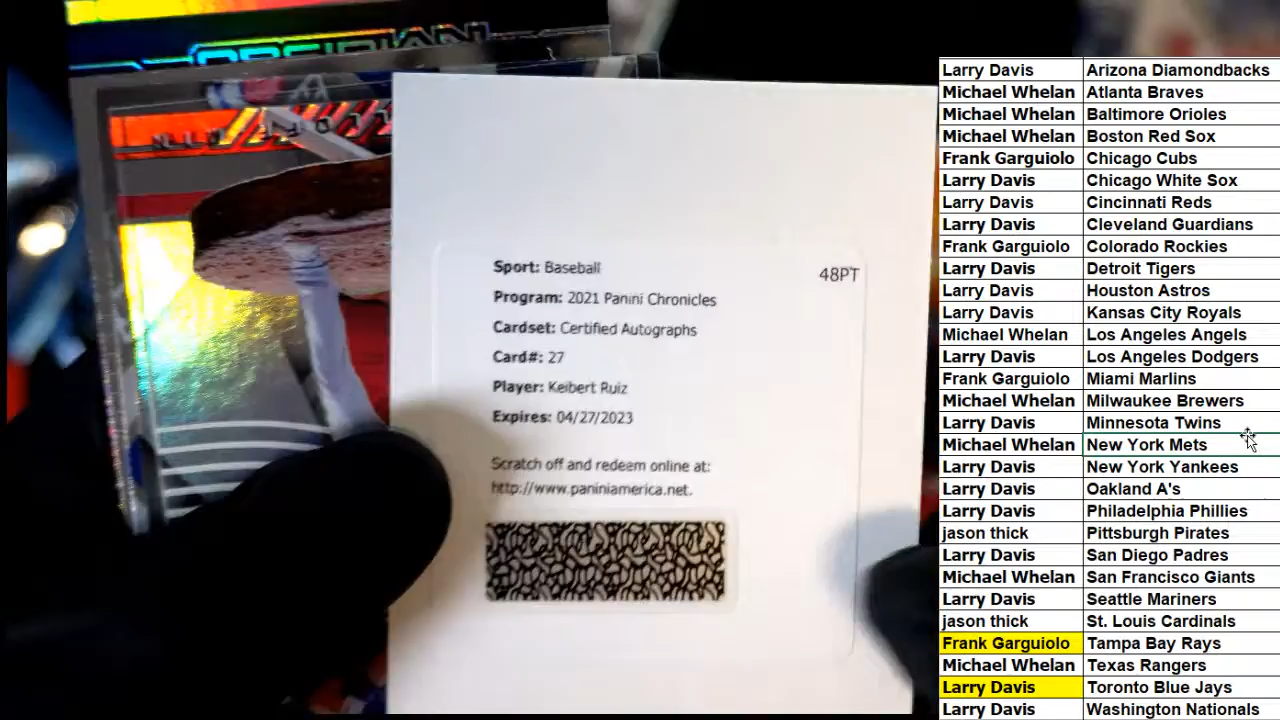 OBSIDIAN
Sport: Baseball
48PT
Program: 2021 Panini Chronicles
Cardset: Certified Autographs
Card#: 27
Player: Keibert Ruiz
Expires: 04/27/2023
Scratch off and redeem online at:
http://www.paniniamerica.net.
Larry Davis Arizona Diamondbacks
Michael Whelan Atlanta Braves
Michael Whelan Baltimore Orioles
Michael Whelan Boston Red Sox
Frank Garguiolo Chicago Cubs
Larry Davis Chicago White Sox
Larry Davis Cincinnati Reds
Larry Davis Cleveland Guardians
Frank Garguiolo Colorado Rockies
Larry Davis Detroit Tigers
Larry Davis Houston Astros
Larry Davis Kansas City Royals
Michael Whelan Los Angeles Angels
Larry Davis Los Angeles Dodgers
Frank Garguiolo Miami Marlins
Michael Whelan Milwaukee Brewers
Larry Davis Minnesota Twins
Michael Whelan New York Mets
Larry Davis New York Yankees
Larry Davis Oakland A's
Larry Davis Philadelphia Phillies
jason thick Pittsburgh Pirates
Larry Davis San Diego Padres
Michael Whelan San Francisco Giants
Larry Davis Seattle Mariners
jason thick St. Louis Cardinals
Frank Garguiolo Tampa Bay Rays
Michael Whelan Texas Rangers
Larry Davis Toronto Blue Jays
Larry Davis Washington Nationals